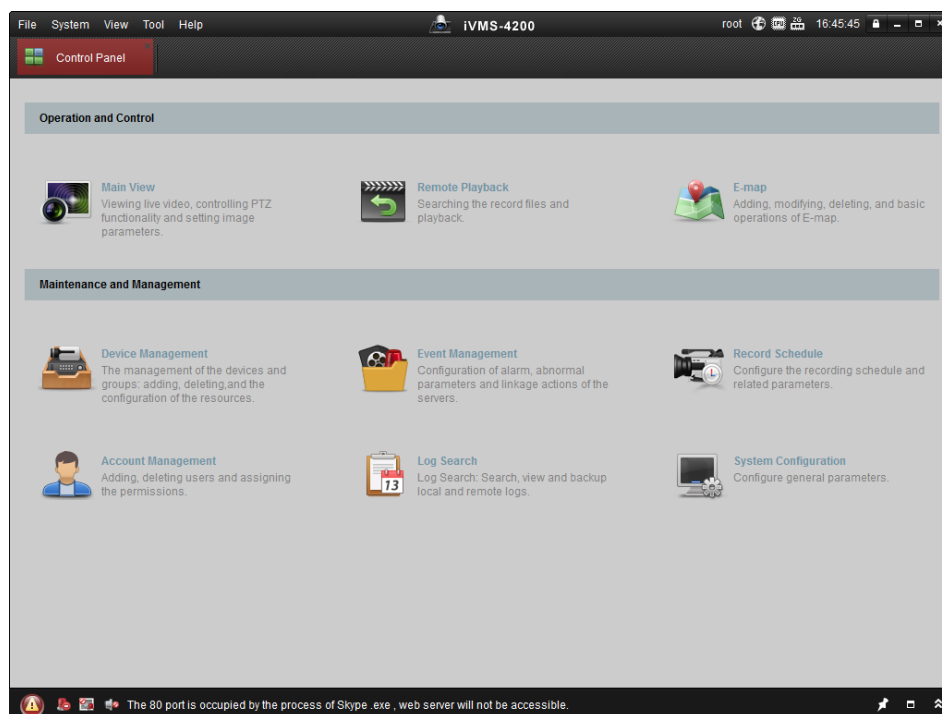 File System View Tool Help iVMS-4200 root CPU 2G 16:45:45
Control Panel
Operation and Control
Main View
Viewing live video, controlling PTZ
functionality and setting image
parameters.
Remote Playback
Searching the record files and
playback.
E-map
Adding, modifying, deleting, and basic
operations of E-map.
Maintenance and Management
Device Management
The management of the devices and
groups: adding, deleting,and the
configuration of the resources.
Event Management
Configuration of alarm, abnormal
parameters and linkage actions of the
servers.
Record Schedule
Configure the recording schedule and
related parameters.
Account Management
Adding, deleting users and assigning
the permissions.
Log Search
Log Search: Search, view and backup
local and remote logs.
13
System Configuration
Configure general parameters.
The 80 port is occupied by the process of Skype .exe , web server will not be accessible.